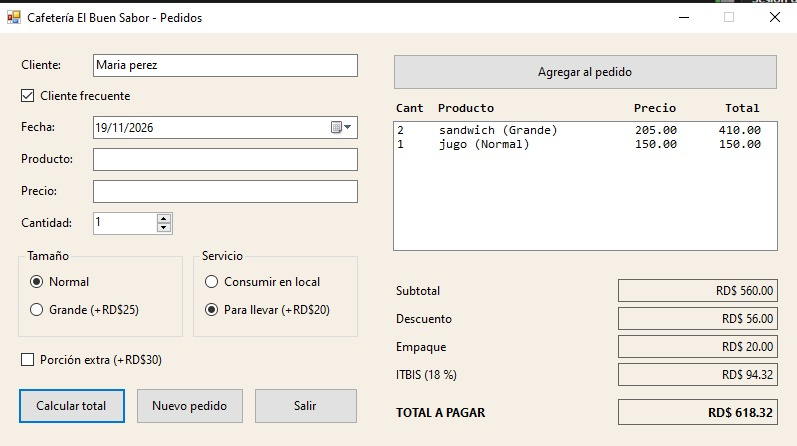 Cafetería El Buen Sabor - Pedidos
Cliente: Maria perez
Cliente frecuente
Fecha: 19/11/2026
Producto:
Precio:
Cantidad: 1
Tamaño
Normal
Grande (+RD$25)
Servicio
Consumir en local
Para llevar (+RD$20)
Porción extra (+RD$30)
Calcular total Nuevo pedido Salir
Agregar al pedido
Cant Producto Precio Total
2 sandwich (Grande) 205.00 410.00
1 jugo (Normal) 150.00 150.00
Subtotal RD$ 560.00
Descuento RD$ 56.00
Empaque RD$ 20.00
ITBIS (18 %) RD$ 94.32
TOTAL A PAGAR RD$ 618.32